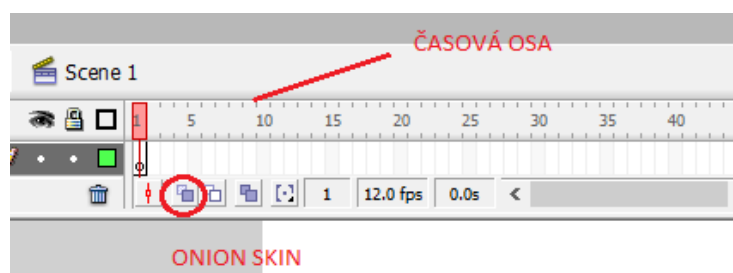 ČASOVÁ OSA
Scene 1
1 5 10 15 20 25 30 35 40
1 12.0 fps 0.0s
ONION SKIN